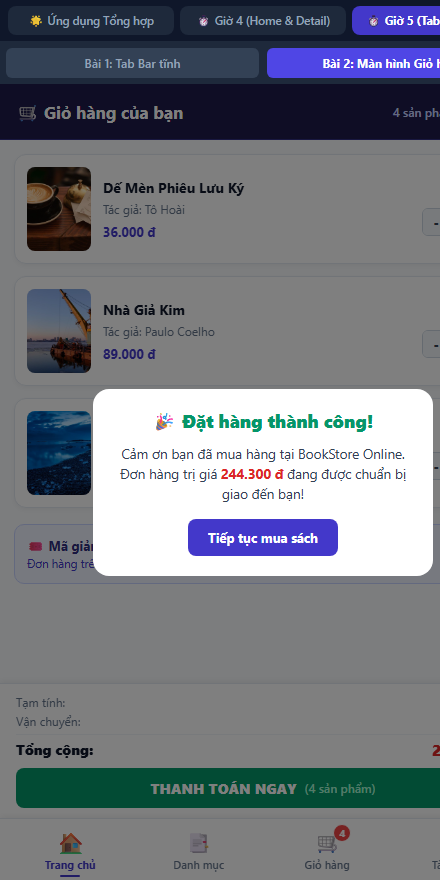 Ứng dụng Tổng hợp
Giờ 4 (Home & Detail)
Giờ 5 (Tab
Bài 1: Tab Bar tĩnh
Bài 2: Màn hình Giỏ h
Giỏ hàng của bạn
4 sản ph
Dế Mèn Phiêu Lưu Ký
Tác giả: Tô Hoài
36.000 đ
-
Nhà Giả Kim
Tác giả: Paulo Coelho
89.000 đ
-
Đặt hàng thành công!
Cảm ơn bạn đã mua hàng tại BookStore Online.
Đơn hàng trị giá 244.300 đ đang được chuẩn bị
giao đến bạn!
Tiếp tục mua sách
Mã giả
Đơn hàng trê
Tạm tính:
Vận chuyển:
Tổng cộng:
2
THANH TOÁN NGAY (4 sản phẩm)
4
Trang chủ
Danh mục
Giỏ hàng